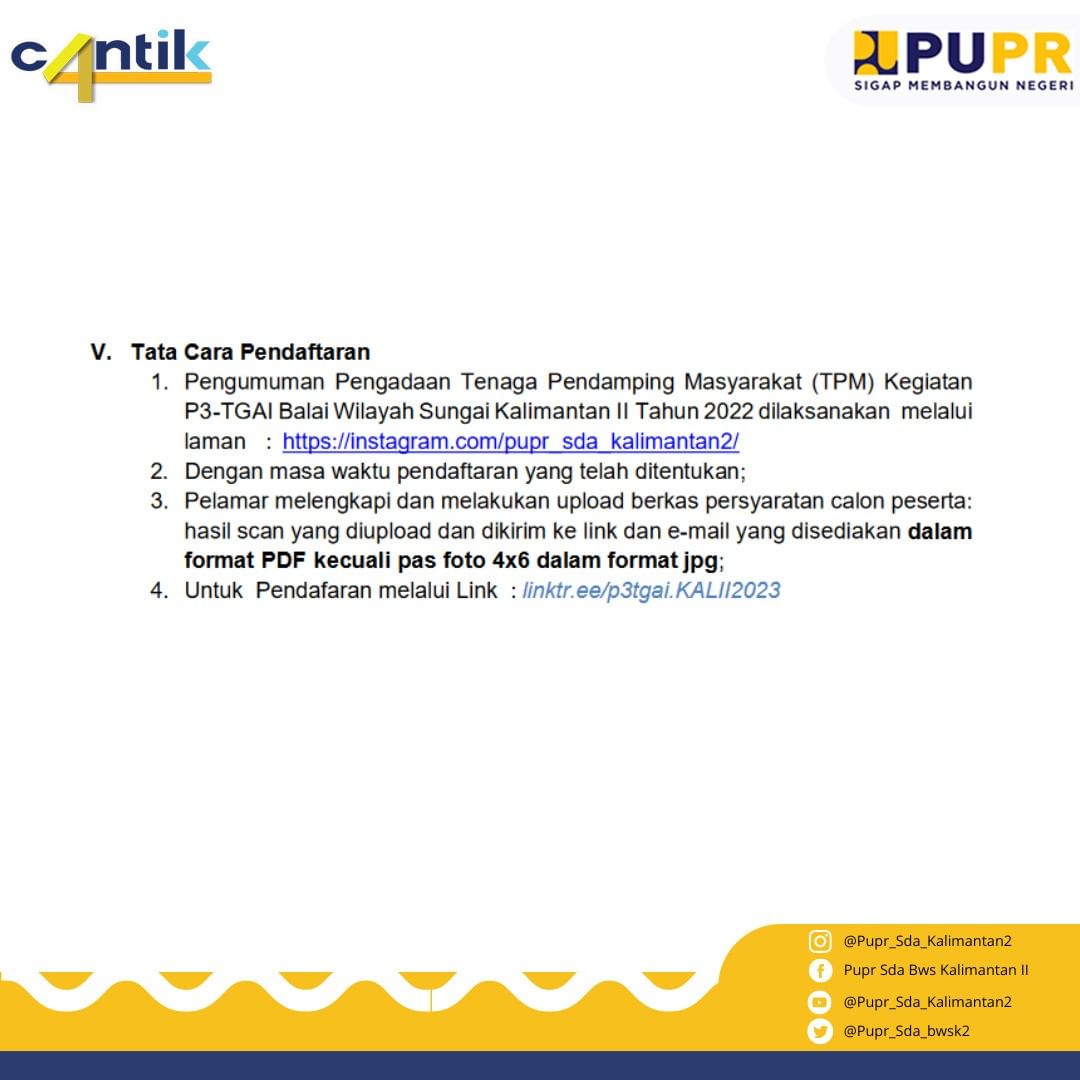 c4ntik
PUPR
SIGAP MEMBANGUN NEGERI
V. Tata Cara Pendaftaran
1. Pengumuman Pengadaan Tenaga Pendamping Masyarakat (TPM) Kegiatan
P3-TGAI Balai Wilayah Sungai Kalimantan II Tahun 2022 dilaksanakan melalui
laman : https://instagram.com/pupr_sda_kalimantan2/
2. Dengan masa waktu pendaftaran yang telah ditentukan;
3. Pelamar melengkapi dan melakukan upload berkas persyaratan calon peserta:
hasil scan yang diupload dan dikirim ke link dan e-mail yang disediakan dalam
format PDF kecuali pas foto 4x6 dalam format jpg;
4. Untuk Pendafaran melalui Link : linktr.ee/p3tgai.KALII2023
@Pupr_Sda_Kalimantan2
Pupr Sda Bws Kalimantan II
@Pupr_Sda_Kalimantan2
@Pupr_Sda_bwsk2